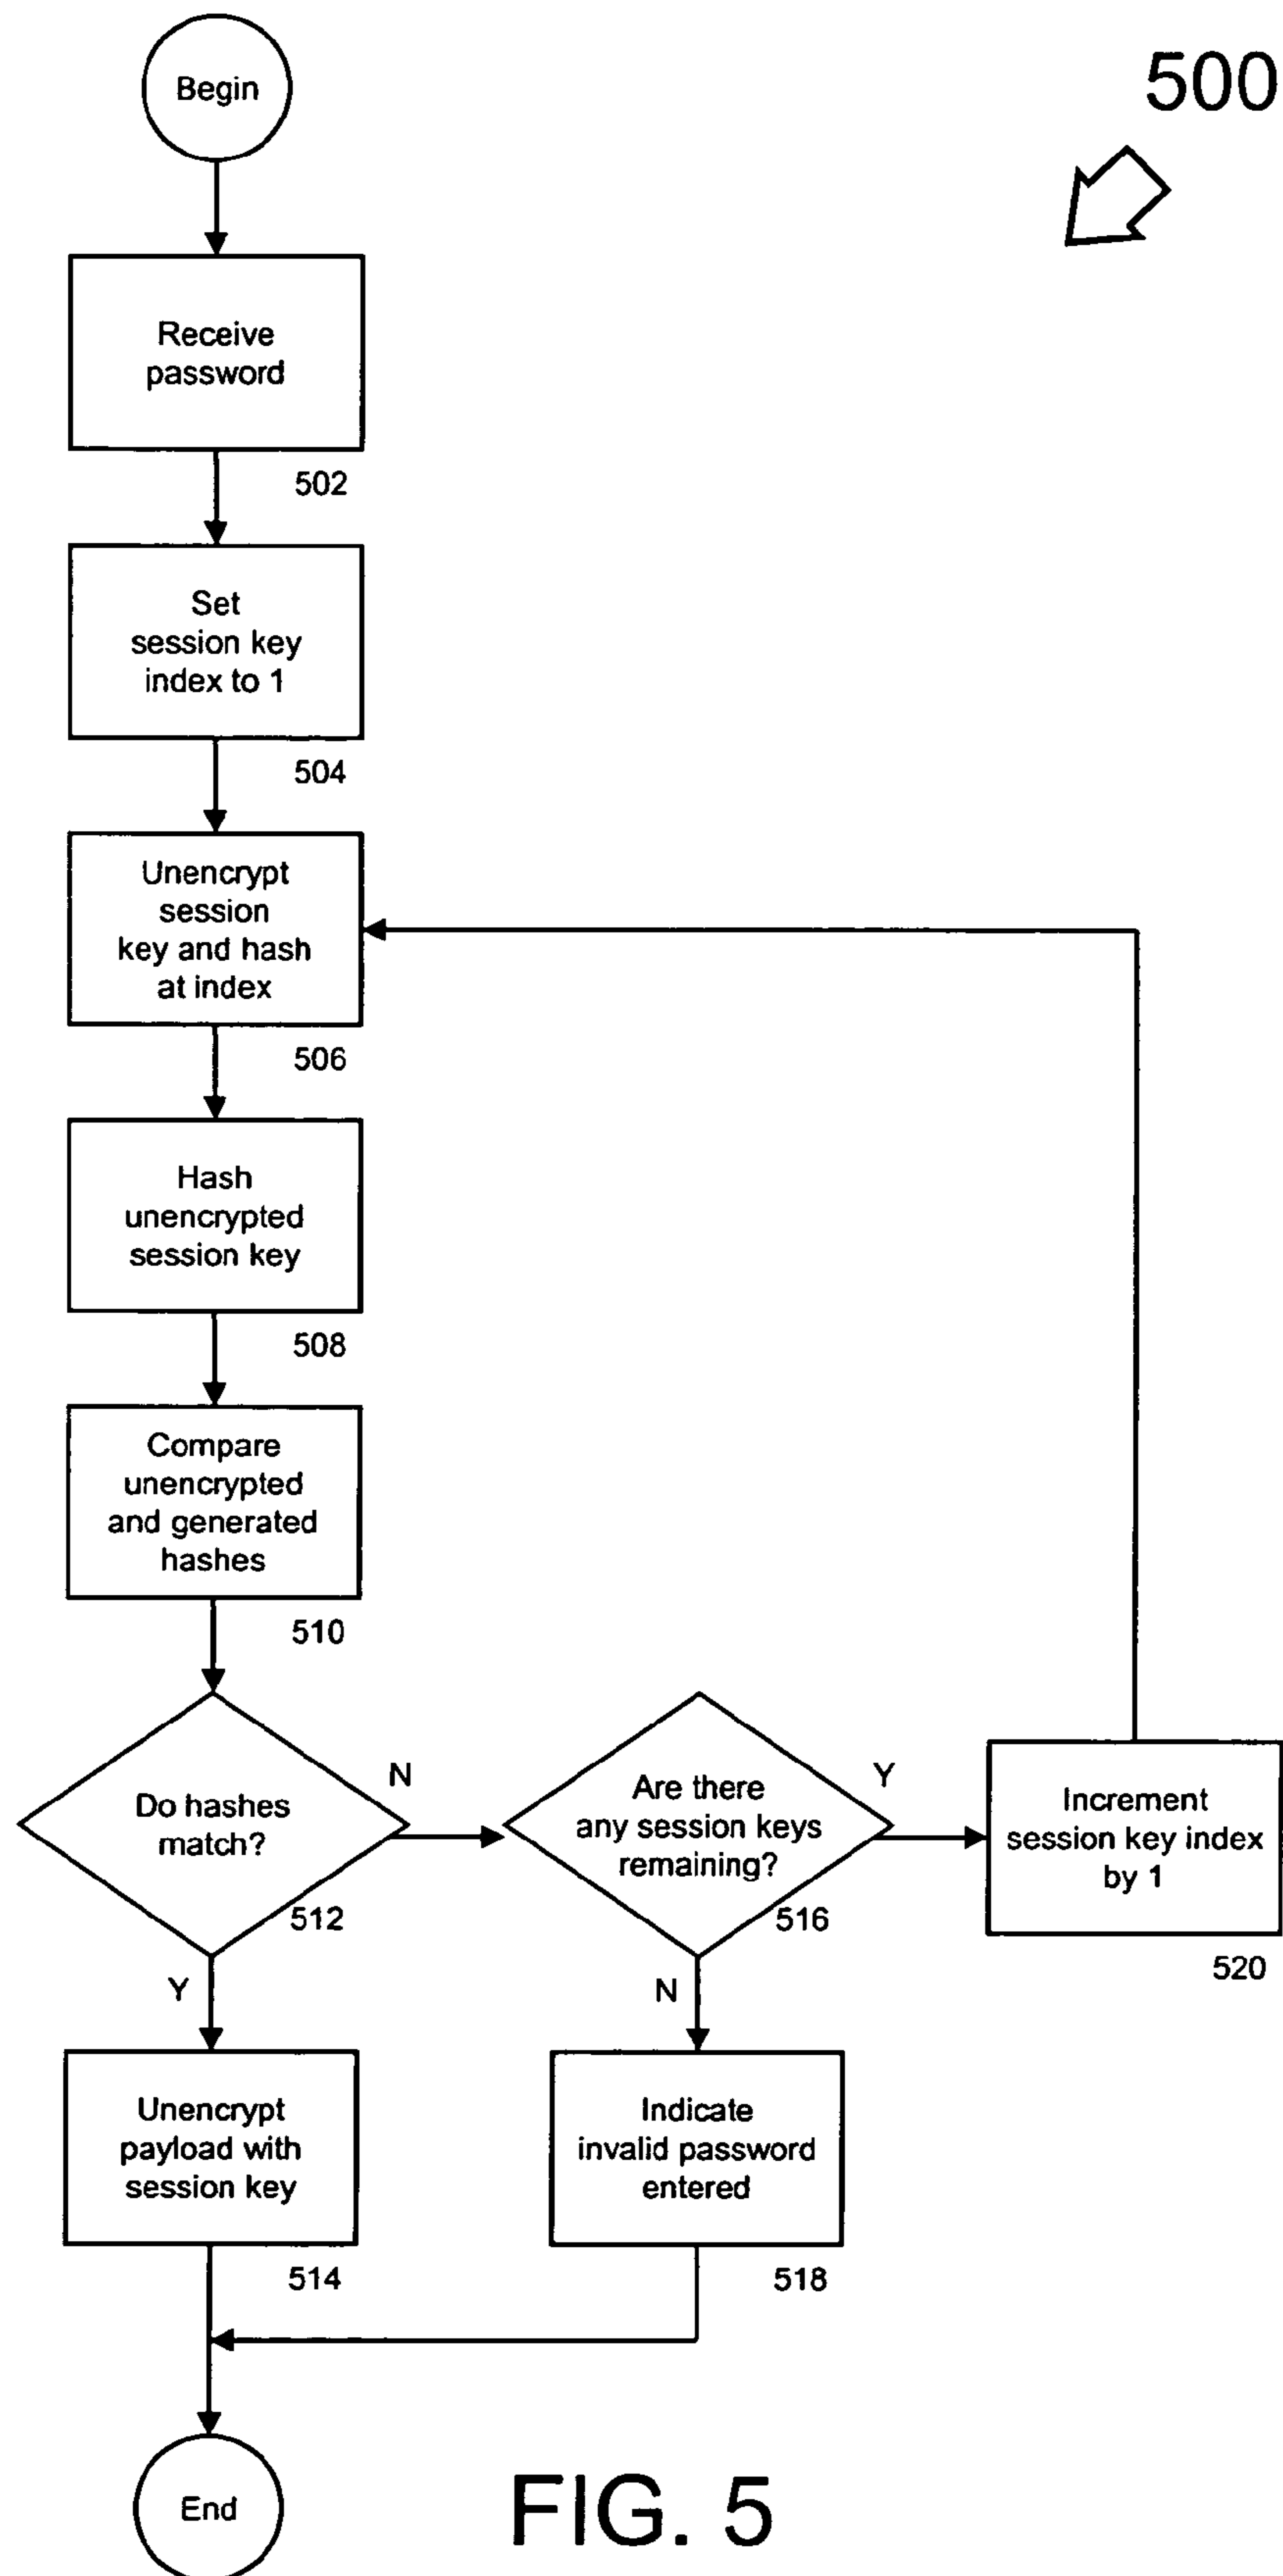 500
Begin
Receive
password
502
Set
session key
index to 1
504
Unencrypt
session
key and hash
at index
506
Hash
unencrypted
session key
508
Compare
unencrypted
and generated
hashes
510
Do hashes
match?
512
N
Are there
any session keys
remaining?
516
Y
Increment
session key index
by 1
520
Y
N
Unencrypt
payload with
session key
514
Indicate
invalid password
entered
518
End
FIG. 5